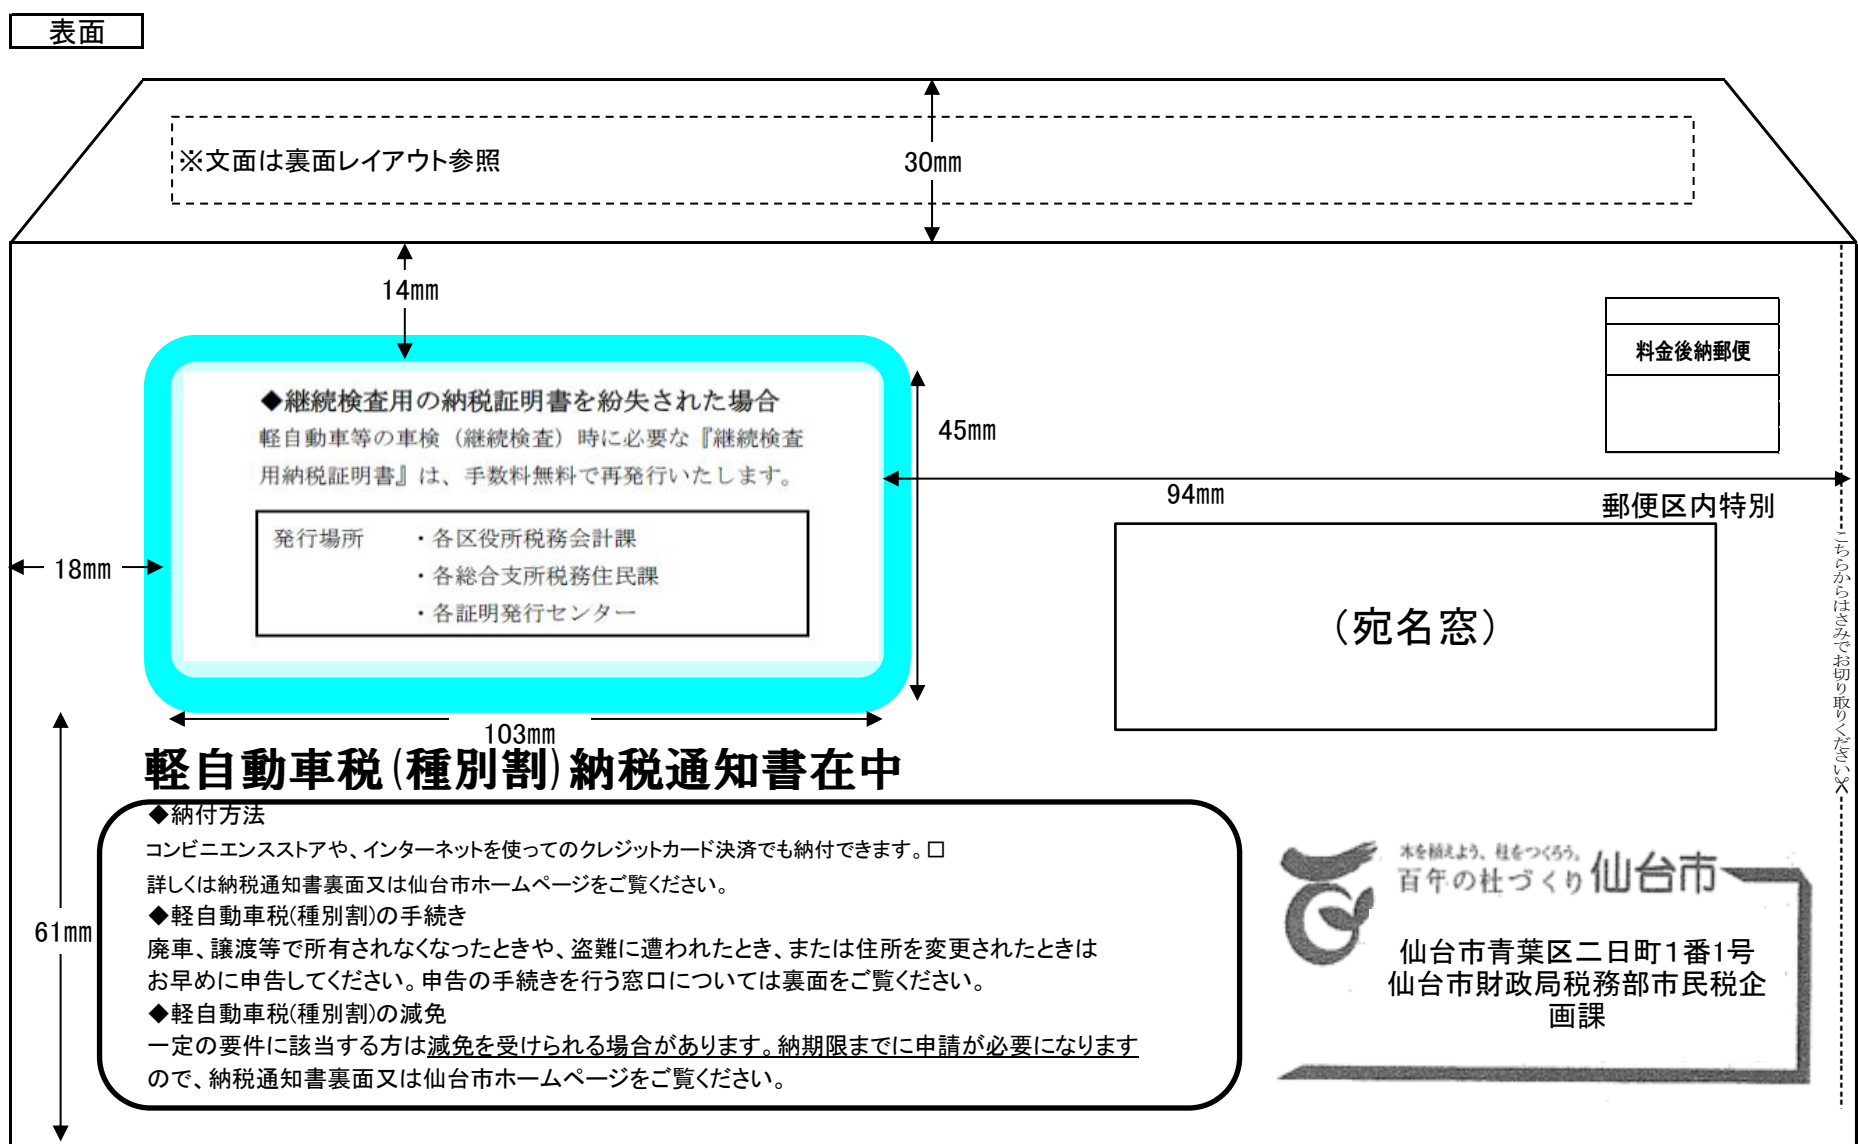 表面
※文面は裏面レイアウト参照
30mm
14mm
料金後納郵便
◆継続検査用の納税証明書を紛失された場合
軽自動車等の車検（継続検査）時に必要な『継続検査
用納税証明書』は、手数料無料で再発行いたします。
45mm
94mm
郵便区内特別
発行場所　・各区役所税務会計課
・各総合支所税務住民課
・各証明発行センター
18mm
（宛名窓）
こちらからはさみでお切り取りください✂
103mm
軽自動車税(種別割)納税通知書在中
◆納付方法
コンビニエンスストアや、インターネットを使ってのクレジットカード決済でも納付できます。□
詳しくは納税通知書裏面又は仙台市ホームページをご覧ください。
◆軽自動車税(種別割)の手続き
廃車、譲渡等で所有されなくなったときや、盗難に遭われたとき、または住所を変更されたときは
お早めに申告してください。申告の手続きを行う窓口については裏面をご覧ください。
◆軽自動車税(種別割)の減免
一定の要件に該当する方は減免を受けられる場合があります。納期限までに申請が必要になります
ので、納税通知書裏面又は仙台市ホームページをご覧ください。
61mm
木を植えよう、杜をつくろう。
百年の杜づくり 仙台市
仙台市青葉区二日町１番1号
仙台市財政局税務部市民税企
画課